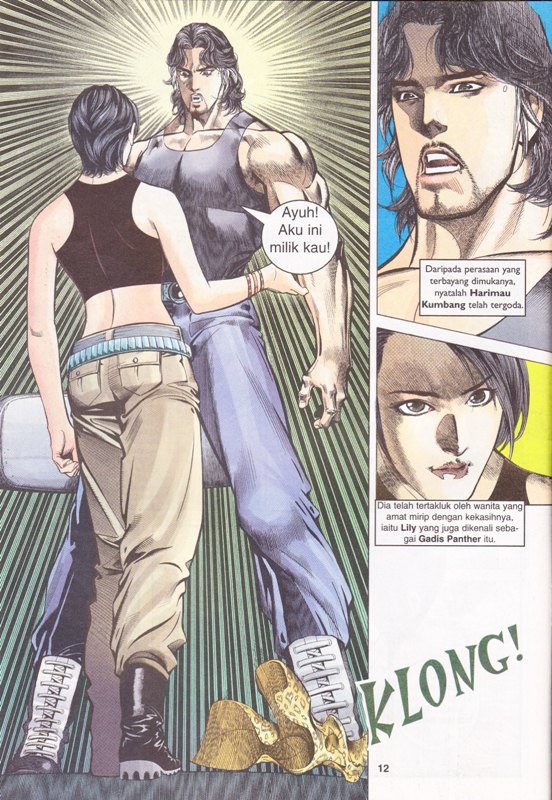 Ayuh!
Aku ini
milik kau!
Daripada perasaan yang
terbayang dimukanya,
nyatalah Harimau
Kumbang telah tergoda.
Dia telah tertakluk oleh wanita yang
amat mirip dengan kekasihnya,
iaitu Lily yang juga dikenali seba-
gai Gadis Panther itu.
KLONG!
12